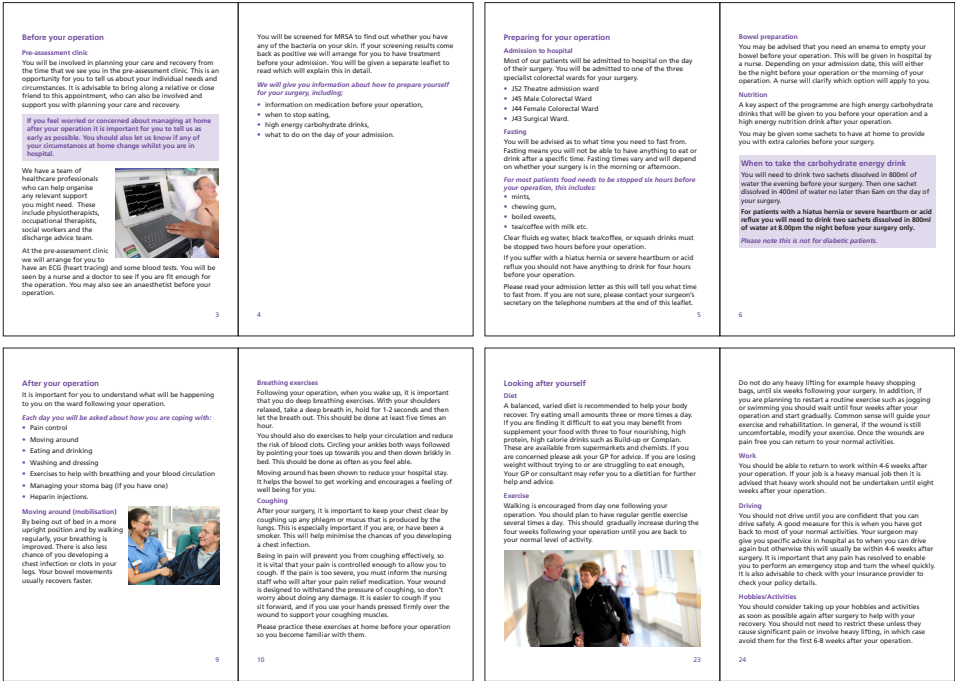 Before your operation
Pre-assessment clinic
You will be involved in planning your care and recovery from
the time that we see you in the pre-assessment clinic. This is an
opportunity for you to tell us about your individual needs and
circumstances. It is advisable to bring along a relative or close
friend to this appointment, who can also be involved and
support you with planning your care and recovery.
If you feel worried or concerned about managing at home
after your operation it is important for you to tell us as
early as possible. You should also let us know if any of
your circumstances at home change whilst you are in
hospital.
We have a team of
healthcare professionals
who can help organise
any relevant support
you might need. These
include physiotherapists,
occupational therapists,
social workers and the
discharge advice team.
At the pre-assessment clinic
we will arrange for you to
have an ECG (heart tracing) and some blood tests. You will be
seen by a nurse and a doctor to see if you are fit enough for
the operation. You may also see an anaesthetist before your
operation.
3
You will be screened for MRSA to find out whether you have
any of the bacteria on your skin. If your screening results come
back as positive we will arrange for you to have treatment
before your admission. You will be given a separate leaflet to
read which will explain this in detail.
We will give you information about how to prepare yourself
for your surgery, including;
• information on medication before your operation,
• when to stop eating,
• high energy carbohydrate drinks,
• what to do on the day of your admission.
4
Preparing for your operation
Admission to hospital
Most of our patients will be admitted to hospital on the day
of their surgery. You will be admitted to one of the three
specialist colorectal wards for your surgery.
• J52 Theatre admission ward
• J45 Male Colorectal Ward
• J44 Female Colorectal Ward
• J43 Surgical Ward.
Fasting
You will be advised as to what time you need to fast from.
Fasting means you will not be able to have anything to eat or
drink after a specific time. Fasting times vary and will depend
on whether your surgery is in the morning or afternoon.
For most patients food needs to be stopped six hours before
your operation, this includes:
• mints,
• chewing gum,
• boiled sweets,
• tea/coffee with milk etc.
Clear fluids eg water, black tea/coffee, or squash drinks must
be stopped two hours before your operation.
If you suffer with a hiatus hernia or severe heartburn or acid
reflux you should not have anything to drink for four hours
before your operation.
Please read your admission letter as this will tell you what time
to fast from. If you are not sure, please contact your surgeon's
secretary on the telephone numbers at the end of this leaflet.
5
Bowel preparation
You may be advised that you need an enema to empty your
bowel before your operation. This will be given in hospital by
a nurse. Depending on your admission date, this will either
be the night before your operation or the morning of your
operation. A nurse will clarify which option will apply to you.
Nutrition
A key aspect of the programme are high energy carbohydrate
drinks that will be given to you before your operation and a
high energy nutrition drink after your operation.
You may be given some sachets to have at home to provide
you with extra calories before your surgery.
When to take the carbohydrate energy drink
You will need to drink two sachets dissolved in 800ml of
water the evening before your surgery. Then one sachet
dissolved in 400ml of water no later than 6am on the day of
your surgery.
For patients with a hiatus hernia or severe heartburn or acid
reflux you will need to drink two sachets dissolved in 800ml
of water at 8.00pm the night before your surgery only.
Please note this is not for diabetic patients.
6
After your operation
It is important for you to understand what will be happening
to you on the ward following your operation.
Each day you will be asked about how you are coping with:
• Pain control
• Moving around
• Eating and drinking
• Washing and dressing
• Exercises to help with breathing and your blood circulation
• Managing your stoma bag (if you have one)
• Heparin injections.
Moving around (mobilisation)
By being out of bed in a more
upright position and by walking
regularly, your breathing is
improved. There is also less
chance of you developing a
chest infection or clots in your
legs. Your bowel movements
usually recovers faster.
9
Breathing exercises
Following your operation, when you wake up, it is important
that you do deep breathing exercises. With your shoulders
relaxed, take a deep breath in, hold for 1-2 seconds and then
let the breath out. This should be done at least five times an
hour.
You should also do exercises to help your circulation and reduce
the risk of blood clots. Circling your ankles both ways followed
by pointing your toes up towards you and then down briskly in
bed. This should be done as often as you feel able.
Moving around has been shown to reduce your hospital stay.
It helps the bowel to get working and encourages a feeling of
well being for you.
Coughing
After your surgery, it is important to keep your chest clear by
coughing up any phlegm or mucus that is produced by the
lungs. This is especially important if you are, or have been a
smoker. This will help minimise the chances of you developing
a chest infection.
Being in pain will prevent you from coughing effectively, so
it is vital that your pain is controlled enough to allow you to
cough. If the pain is too severe, you must inform the nursing
staff who will alter your pain relief medication. Your wound
is designed to withstand the pressure of coughing, so don't
worry about doing any damage. It is easier to cough if you
sit forward, and if you use your hands pressed firmly over the
wound to support your coughing muscles.
Please practice these exercises at home before your operation
so you become familiar with them.
10
Looking after yourself
Diet
A balanced, varied diet is recommended to help your body
recover. Try eating small amounts three or more times a day.
If you are finding it difficult to eat you may benefit from
supplement your food with three to four nourishing, high
protein, high calorie drinks such as Build-up or Complan.
These are available from supermarkets and chemists. If you
are concerned please ask your GP for advice. If you are losing
weight without trying to or are struggling to eat enough,
Your GP or consultant may refer you to a dietitian for further
help and advice.
Exercise
Walking is encouraged from day one following your
operation. You should plan to have regular gentle exercise
several times a day. This should gradually increase during the
four weeks following your operation until you are back to
your normal level of activity.
23
Do not do any heavy lifting for example heavy shopping
bags, until six weeks following your surgery. In addition, if
you are planning to restart a routine exercise such as jogging
or swimming you should wait until four weeks after your
operation and start gradually. Common sense will guide your
exercise and rehabilitation. In general, if the wound is still
uncomfortable, modify your exercise. Once the wounds are
pain free you can return to your normal activities.
Work
You should be able to return to work within 4-6 weeks after
your operation. If your job is a heavy manual job then it is
advised that heavy work should not be undertaken until eight
weeks after your surgery.
Driving
You should not drive until you are confident that you can
drive safely. A good measure for this is when you have got
back to most of your normal activities. Your surgeon may
give you specific advice in hospital as to when you can drive
again but otherwise this will usually be within 4-6 weeks after
surgery. It is important that any pain has resolved to enable
you to perform an emergency stop and turn the wheel quickly.
It is also advisable to check with your Insurance provider to
check your policy details.
Hobbies/Activities
You should consider taking up your hobbies and activities
as soon as possible again after surgery to help with your
recovery. You should not need to restrict these unless they
cause significant pain or involve heavy lifting, in which case
avoid them for the first 6-8 weeks after your operation.
24